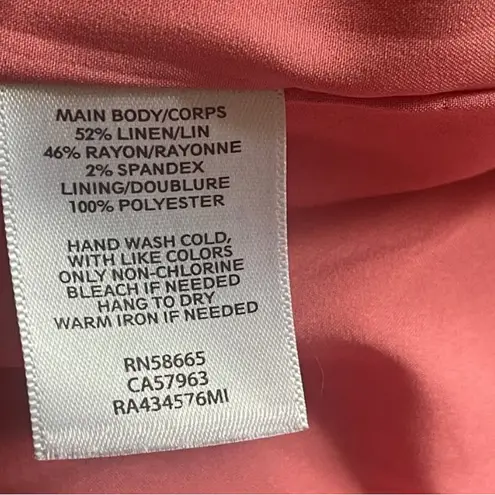 MAIN BODY/CORPS
52% LINEN/LIN
46% RAYON/RAYONNE
2% SPANDEX
LINING/DOUBLURE
100% POLYESTER
HAND WASH COLD,
WITH LIKE COLORS
ONLY NON-CHLORINE
BLEACH IF NEEDED
HANG TO DRY
WARM IRON IF NEEDED
RN58665
CA57963
RA434576MI